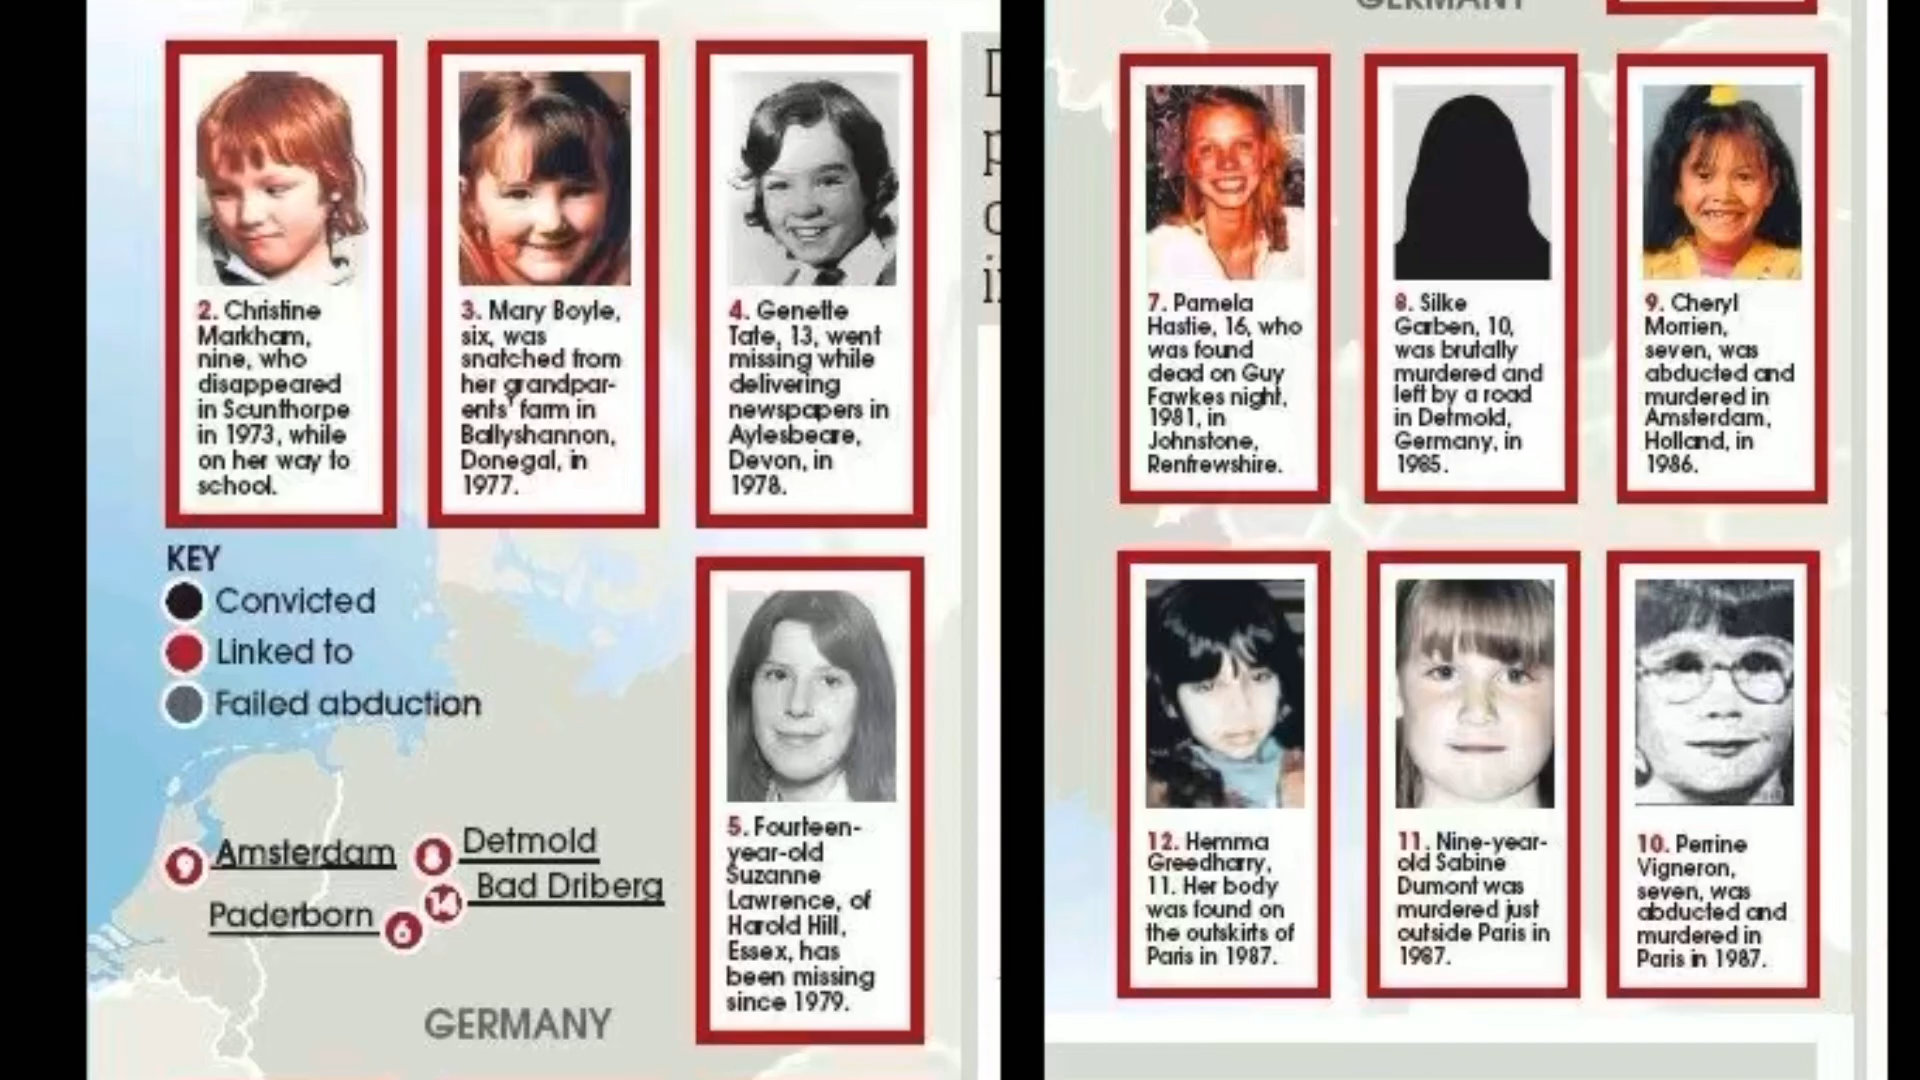 2. Christine
Markham,
nine, who
disappeared
in Scunthorpe
in 1973, while
on her way to
school.
3. Mary Boyle,
six, was
snatched from
her grandpar-
ents' farm in
Ballyshannon,
Donegal, in
1977.
4. Genette
Tate, 13, went
missing while
delivering
newspapers in
Aylesbeare,
Devon, in
1978.
KEY
Convicted
Linked to
Failed abduction
5. Fourteen-
year-old
Suzanne
Lawrence, of
Harold Hill,
Essex, has
been missing
since 1979.
9 Amsterdam
8 Detmold
14 Bad Driberg
Paderborn 6
GERMANY
GERMANY
7. Pamela
Hastie, 16, who
was found
dead on Guy
Fawkes night,
1981, in
Johnstone,
Renfrewshire.
8. Silke
Garben, 10,
was brutally
murdered and
left by a road
in Detmold,
Germany, in
1985.
9. Cheryl
Morrien,
seven, was
abducted and
murdered in
Amsterdam,
Holland, in
1986.
12. Hemma
Greedharry,
11. Her body
was found on
the outskirts of
Paris in 1987.
11. Nine-year-
old Sabine
Dumont was
murdered just
outside Paris in
1987.
10. Perrine
Vigneron,
seven, was
abducted and
murdered in
Paris in 1987.